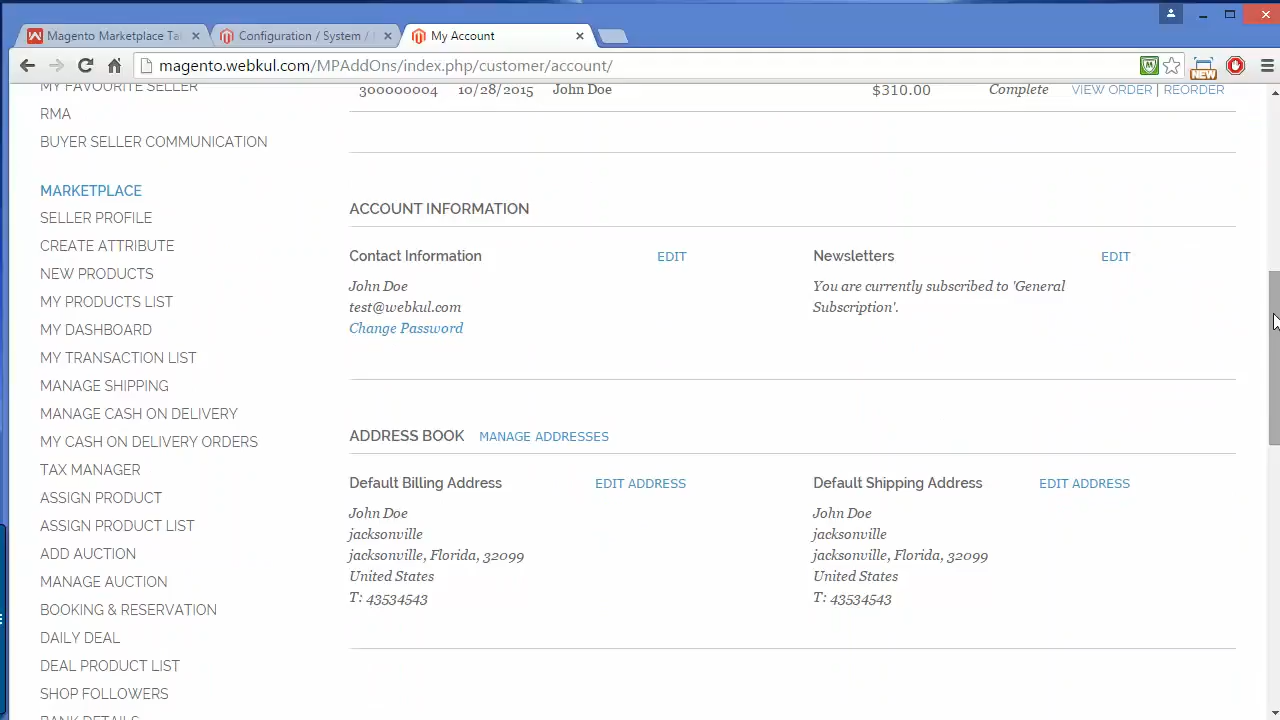 Magento Marketplace Ta
Configuration / System /
My Account
magento.webkul.com/MPAddOns/index.php/customer/account/
NEW
MY FAVOURITE SELLER
RMA
BUYER SELLER COMMUNICATION
MARKETPLACE
SELLER PROFILE
CREATE ATTRIBUTE
NEW PRODUCTS
MY PRODUCTS LIST
MY DASHBOARD
MY TRANSACTION LIST
MANAGE SHIPPING
MANAGE CASH ON DELIVERY
MY CASH ON DELIVERY ORDERS
TAX MANAGER
ASSIGN PRODUCT
ASSIGN PRODUCT LIST
ADD AUCTION
MANAGE AUCTION
BOOKING & RESERVATION
DAILY DEAL
DEAL PRODUCT LIST
SHOP FOLLOWERS
BANK DETAILS
300000004 10/28/2015 John Doe $310.00 Complete VIEW ORDER | REORDER
ACCOUNT INFORMATION
Contact Information EDIT
John Doe
test@webkul.com
Change Password
Newsletters EDIT
You are currently subscribed to 'General
Subscription'.
ADDRESS BOOK MANAGE ADDRESSES
Default Billing Address EDIT ADDRESS
John Doe
jacksonville
jacksonville, Florida, 32099
United States
T: 43534543
Default Shipping Address EDIT ADDRESS
John Doe
jacksonville
jacksonville, Florida, 32099
United States
T: 43534543